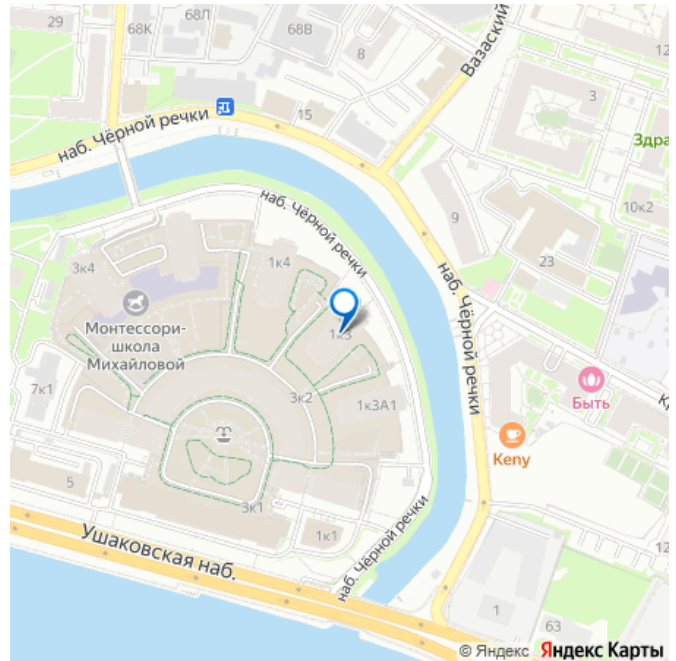 29
68К
68Л
68В
8
Вазаский
12
3
15
наб. Чёрной речки
Здра
наб. Чёрной речки
10к2
9
23
1к4
3к4
наб. Чёрной речки
Монтессори-
школа
Михайловой
1к3
7к1
3к2
1к3А1
Быть
Keny
5
3к1
1к1
наб. Чёрной речки
Ушаковская наб.
12
1
63
© Яндекс Яндекс Карты